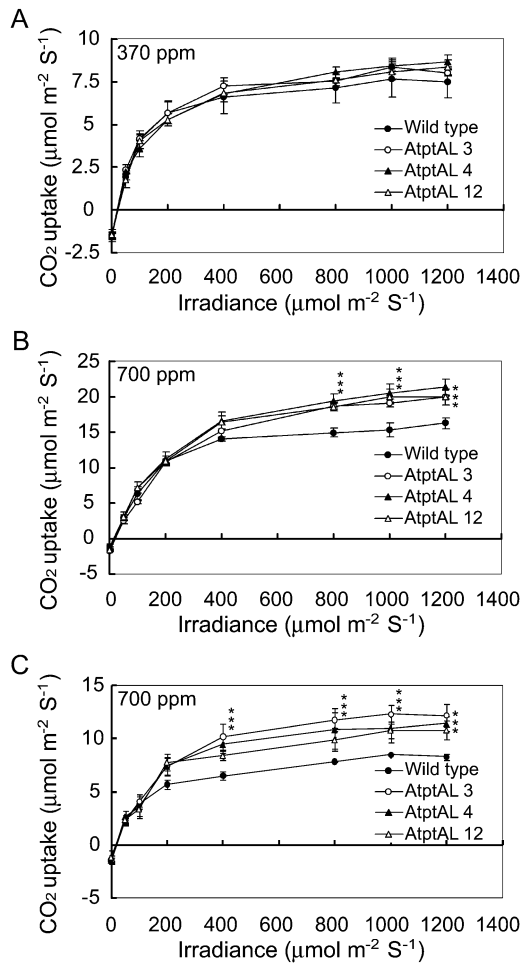 A
370 ppm
10
7.5
5
2.5
0
-2.5
CO2 uptake (μmol m-2 S-1)
Wild type
AtptAL 3
AtptAL 4
AtptAL 12
0 200 400 600 800 1000 1200 1400
Irradiance (μmol m-2 S-1)
B
700 ppm
25
20
15
10
5
0
-5
CO2 uptake (μmol m-2 S-1)
***
***
***
Wild type
AtptAL 3
AtptAL 4
AtptAL 12
0 200 400 600 800 1000 1200 1400
Irradiance (μmol m-2 S-1)
C
700 ppm
15
10
5
0
-5
CO2 uptake (μmol m-2 S-1)
***
***
***
***
Wild type
AtptAL 3
AtptAL 4
AtptAL 12
0 200 400 600 800 1000 1200 1400
Irradiance (μmol m-2 S-1)